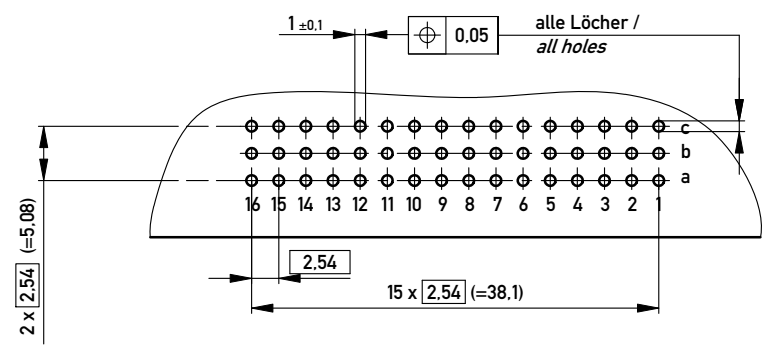 1 ±0,1
⌖ 0,05
alle Löcher /
all holes
c
b
a
16 15 14 13 12 11 10 9 8 7 6 5 4 3 2 1
2,54
15 x 2,54 (=38,1)
2 x 2,54 (=5,08)